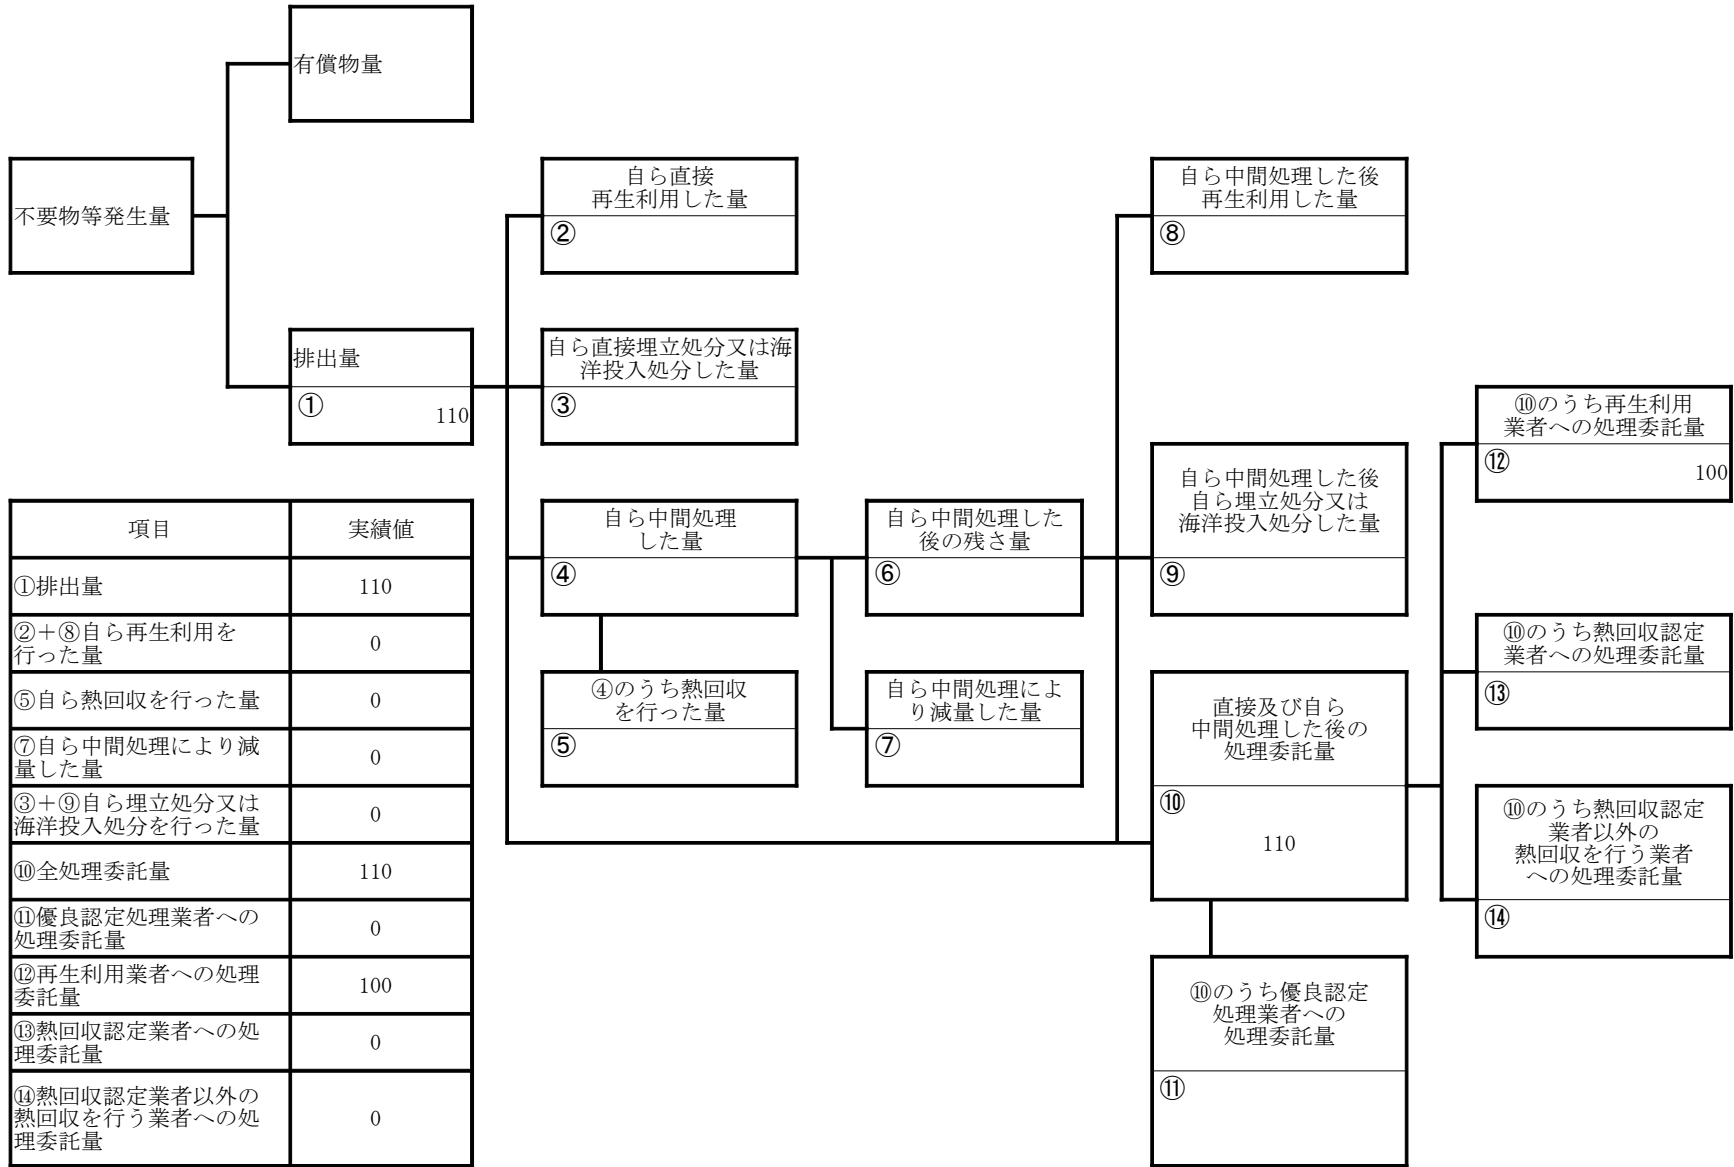 有償物量
不要物等発生量
自ら直接
再生利用した量
②
自ら中間処理した後
再生利用した量
⑧
排出量
①
110
自ら直接埋立処分又は海
洋投入処分した量
③
⑩のうち再生利用
業者への処理委託量
⑫
100
自ら中間処理
した量
④
自ら中間処理した
後の残さ量
⑥
自ら中間処理した後
自ら埋立処分又は
海洋投入処分した量
⑨
⑩のうち熱回収認定
業者への処理委託量
⑬
④のうち熱回収
を行った量
⑤
自ら中間処理によ
り減量した量
⑦
直接及び自ら
中間処理した後の
処理委託量
⑩
110
⑩のうち熱回収認定
業者以外の
熱回収を行う業者
への処理委託量
⑭
⑩のうち優良認定
処理業者への
処理委託量
⑪
項目 実績値
①排出量 110
②+⑧自ら再生利用を
行った量 0
⑤自ら熱回収を行った量 0
⑦自ら中間処理により減
量した量 0
③+⑨自ら埋立処分又は
海洋投入処分を行った量 0
⑩全処理委託量 110
⑪優良認定処理業者への
処理委託量 0
⑫再生利用業者への処理
委託量 100
⑬熱回収認定業者への処
理委託量 0
⑭熱回収認定業者以外の
熱回収を行う業者への処
理委託量 0